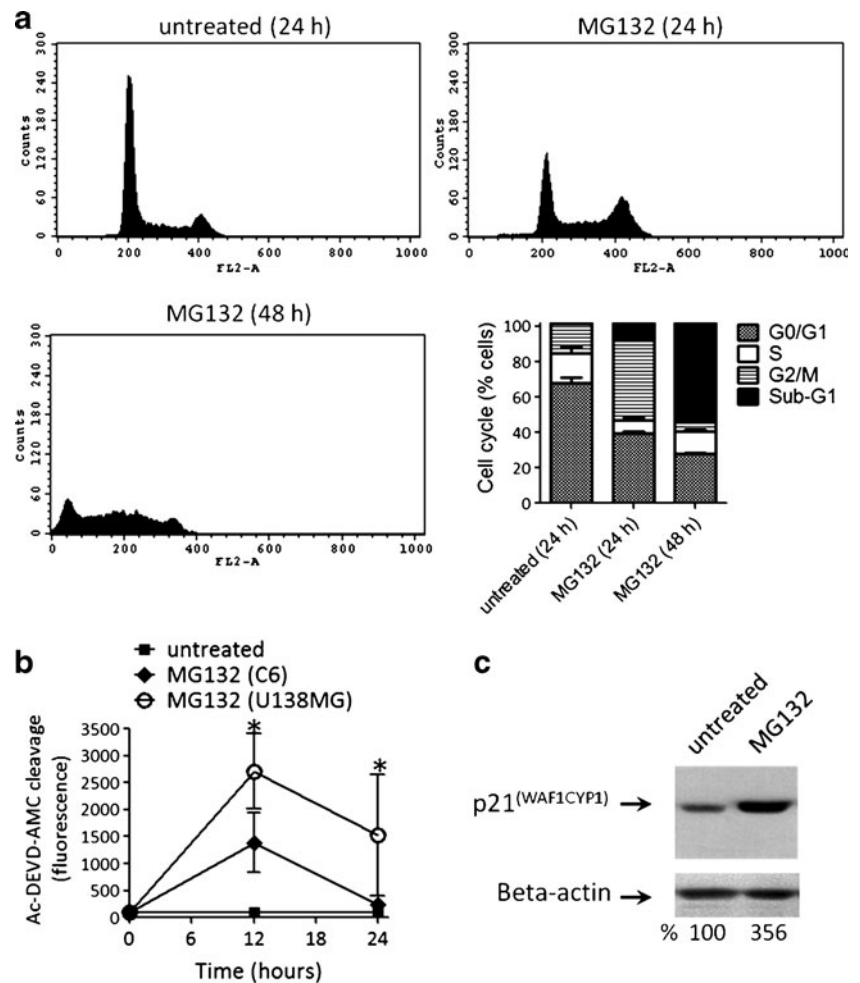 a
untreated (24 h)
300
240
180
120
60
0
Counts
0 200 400 600 800 1000
FL2-A
MG132 (24 h)
300
240
180
120
60
0
Counts
0 200 400 600 800 1000
FL2-A
MG132 (48 h)
300
240
180
120
60
0
Counts
0 200 400 600 800 1000
FL2-A
100
80
60
40
20
0
Cell cycle (% cells)
untreated (24 h)
MG132 (24 h)
MG132 (48 h)
G0/G1
S
G2/M
Sub-G1
b
untreated
MG132 (C6)
MG132 (U138MG)
3500
3000
2500
2000
1500
1000
500
0
Ac-DEVD-AMC cleavage
(fluorescence)
* *
0 6 12 18 24
Time (hours)
c
untreated
MG132
p21(WAF1CYP1)
Beta-actin
% 100 356